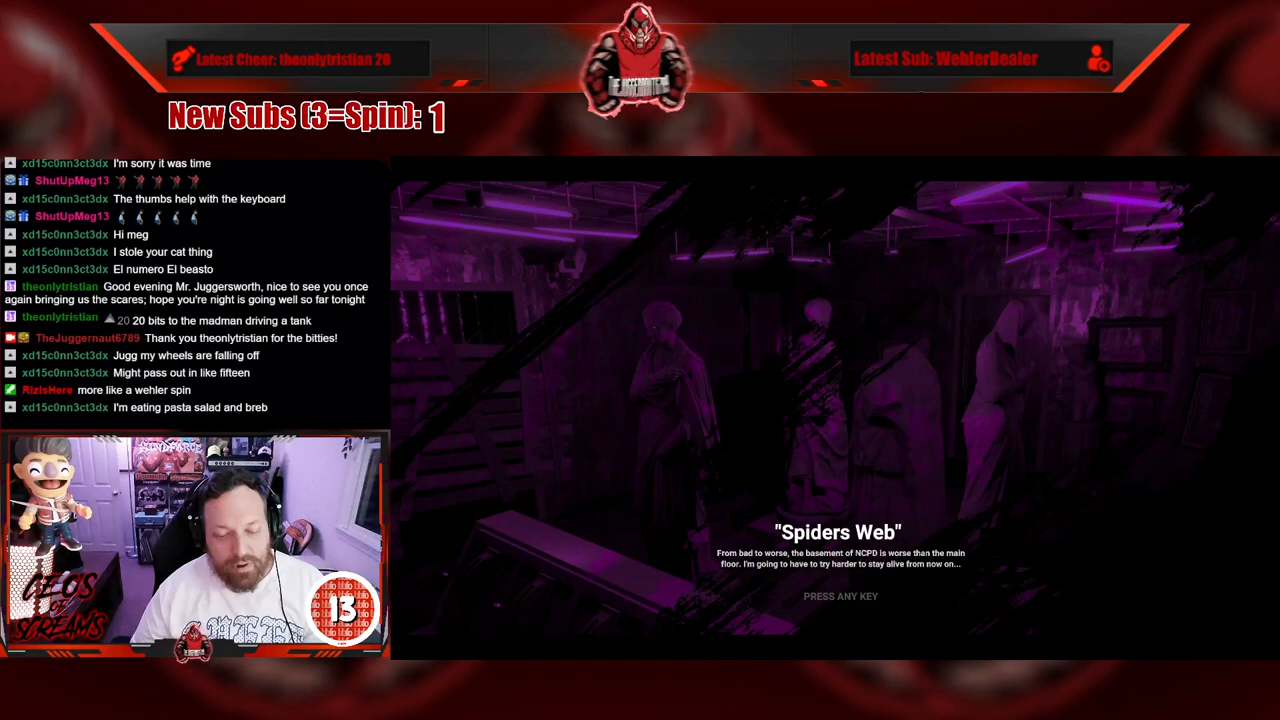 Latest Cheer: theonlytristian 20
Latest Sub: WehlerDealer
New Subs (3=Spin): 1
xd15c0nn3ct3dx I'm sorry it was time
ShutUpMeg13
xd15c0nn3ct3dx The thumbs help with the keyboard
ShutUpMeg13
xd15c0nn3ct3dx Hi meg
xd15c0nn3ct3dx I stole your cat thing
xd15c0nn3ct3dx El numero El beasto
theonlytristian Good evening Mr. Juggersworth, nice to see you once
again bringing us the scares; hope you're night is going well so far tonight
theonlytristian 20 20 bits to the madman driving a tank
TheJuggernaut6789 Thank you theonlytristian for the bitties!
xd15c0nn3ct3dx Jugg my wheels are falling off
xd15c0nn3ct3dx Might pass out in like fifteen
RizIsHere more like a wehler spin
xd15c0nn3ct3dx I'm eating pasta salad and breb
"Spiders Web"
From bad to worse, the basement of NCPD is worse than the main
floor. I'm going to have to try harder to stay alive from now on...
PRESS ANY KEY
13
SCREAMS